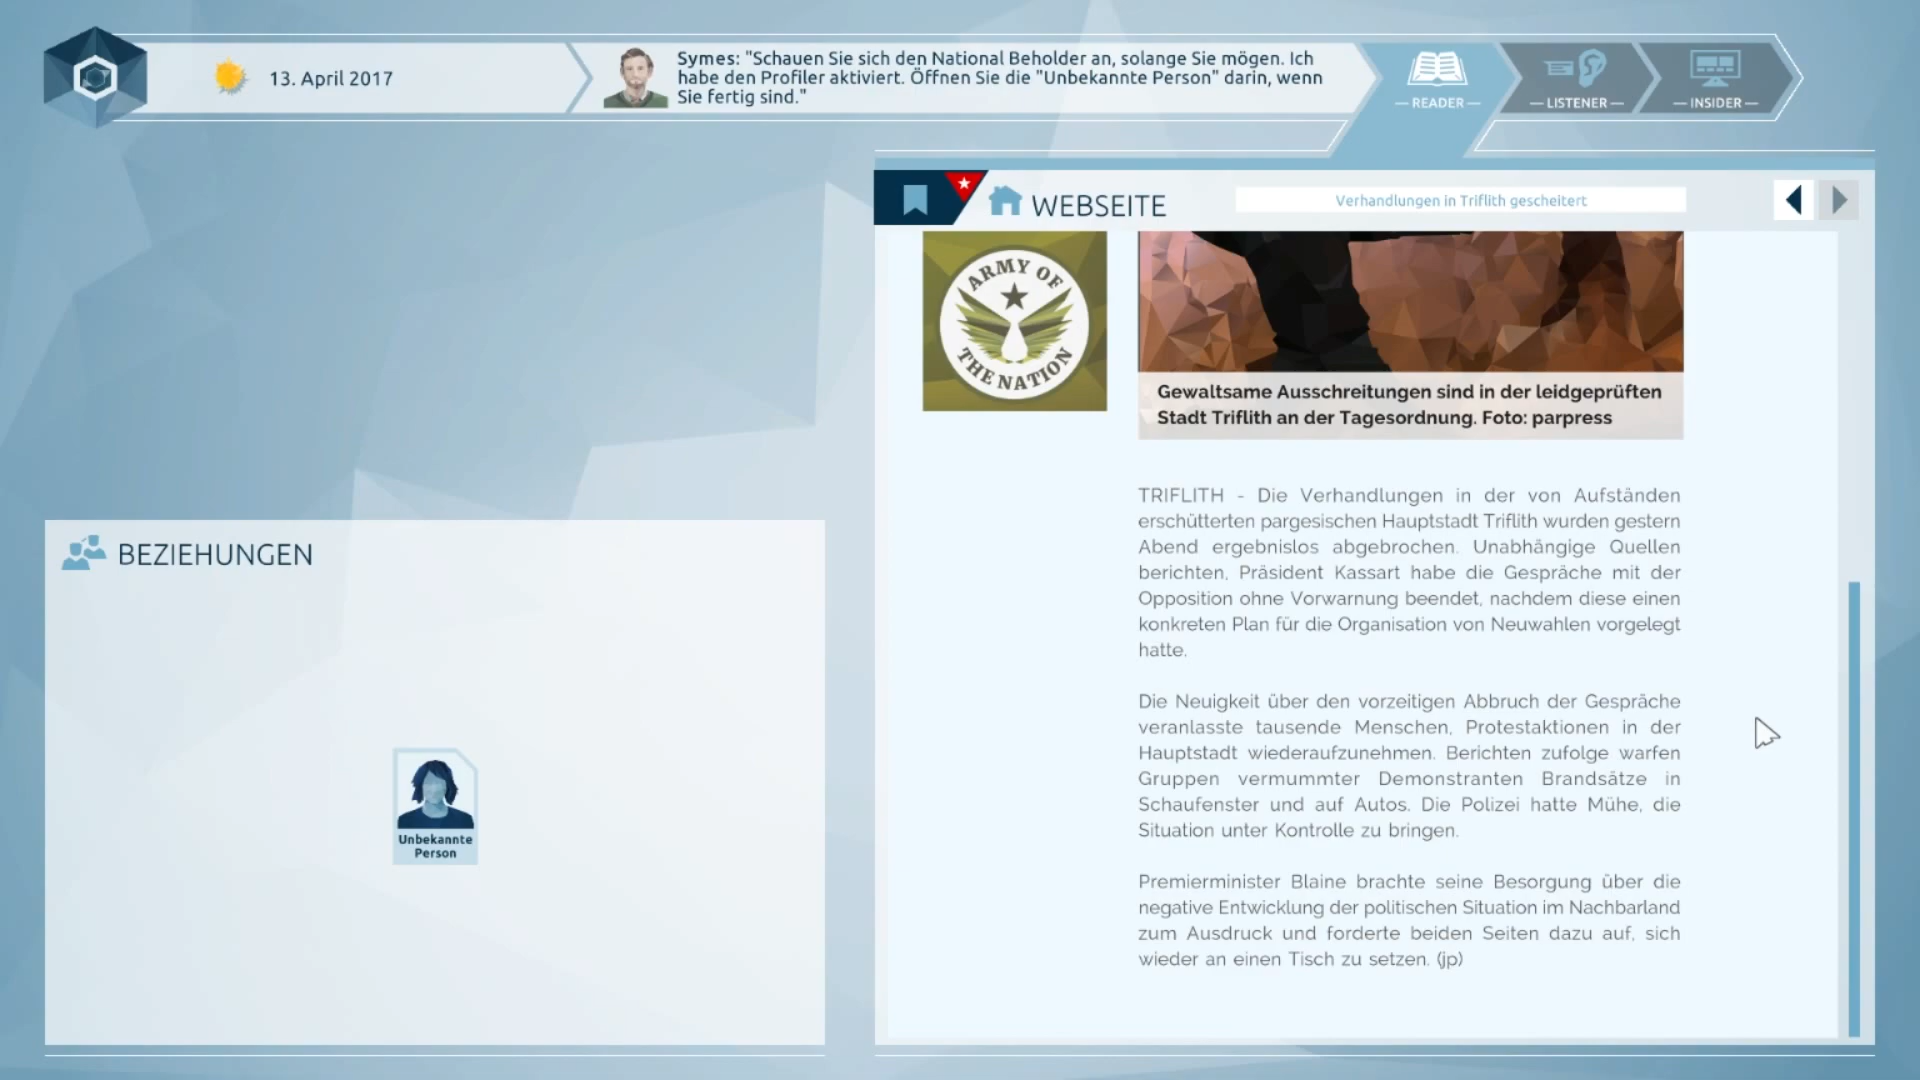 13. April 2017
Symes: "Schauen Sie sich den National Beholder an, solange Sie mögen. Ich
habe den Profiler aktiviert. Öffnen Sie die "Unbekannte Person" darin, wenn
Sie fertig sind."
— READER —
— LISTENER —
— INSIDER —
WEBSEITE
Verhandlungen in Triflith gescheitert
ARMY OF
THE NATION
Gewaltsame Ausschreitungen sind in der leidgeprüften
Stadt Triflith an der Tagesordnung. Foto: parpress
TRIFLITH - Die Verhandlungen in der von Aufständen
erschütterten pargesischen Hauptstadt Triflith wurden gestern
Abend ergebnislos abgebrochen. Unabhängige Quellen
berichten, Präsident Kassart habe die Gespräche mit der
Opposition ohne Vorwarnung beendet, nachdem diese einen
konkreten Plan für die Organisation von Neuwahlen vorgelegt
hatte.
Die Neuigkeit über den vorzeitigen Abbruch der Gespräche
veranlasste tausende Menschen, Protestaktionen in der
Hauptstadt wiederaufzunehmen. Berichten zufolge warfen
Gruppen vermummter Demonstranten Brandsätze in
Schaufenster und auf Autos. Die Polizei hatte Mühe, die
Situation unter Kontrolle zu bringen.
Premierminister Blaine brachte seine Besorgung über die
negative Entwicklung der politischen Situation im Nachbarland
zum Ausdruck und forderte beiden Seiten dazu auf, sich
wieder an einen Tisch zu setzen. (jp)
BEZIEHUNGEN
Unbekannte
Person